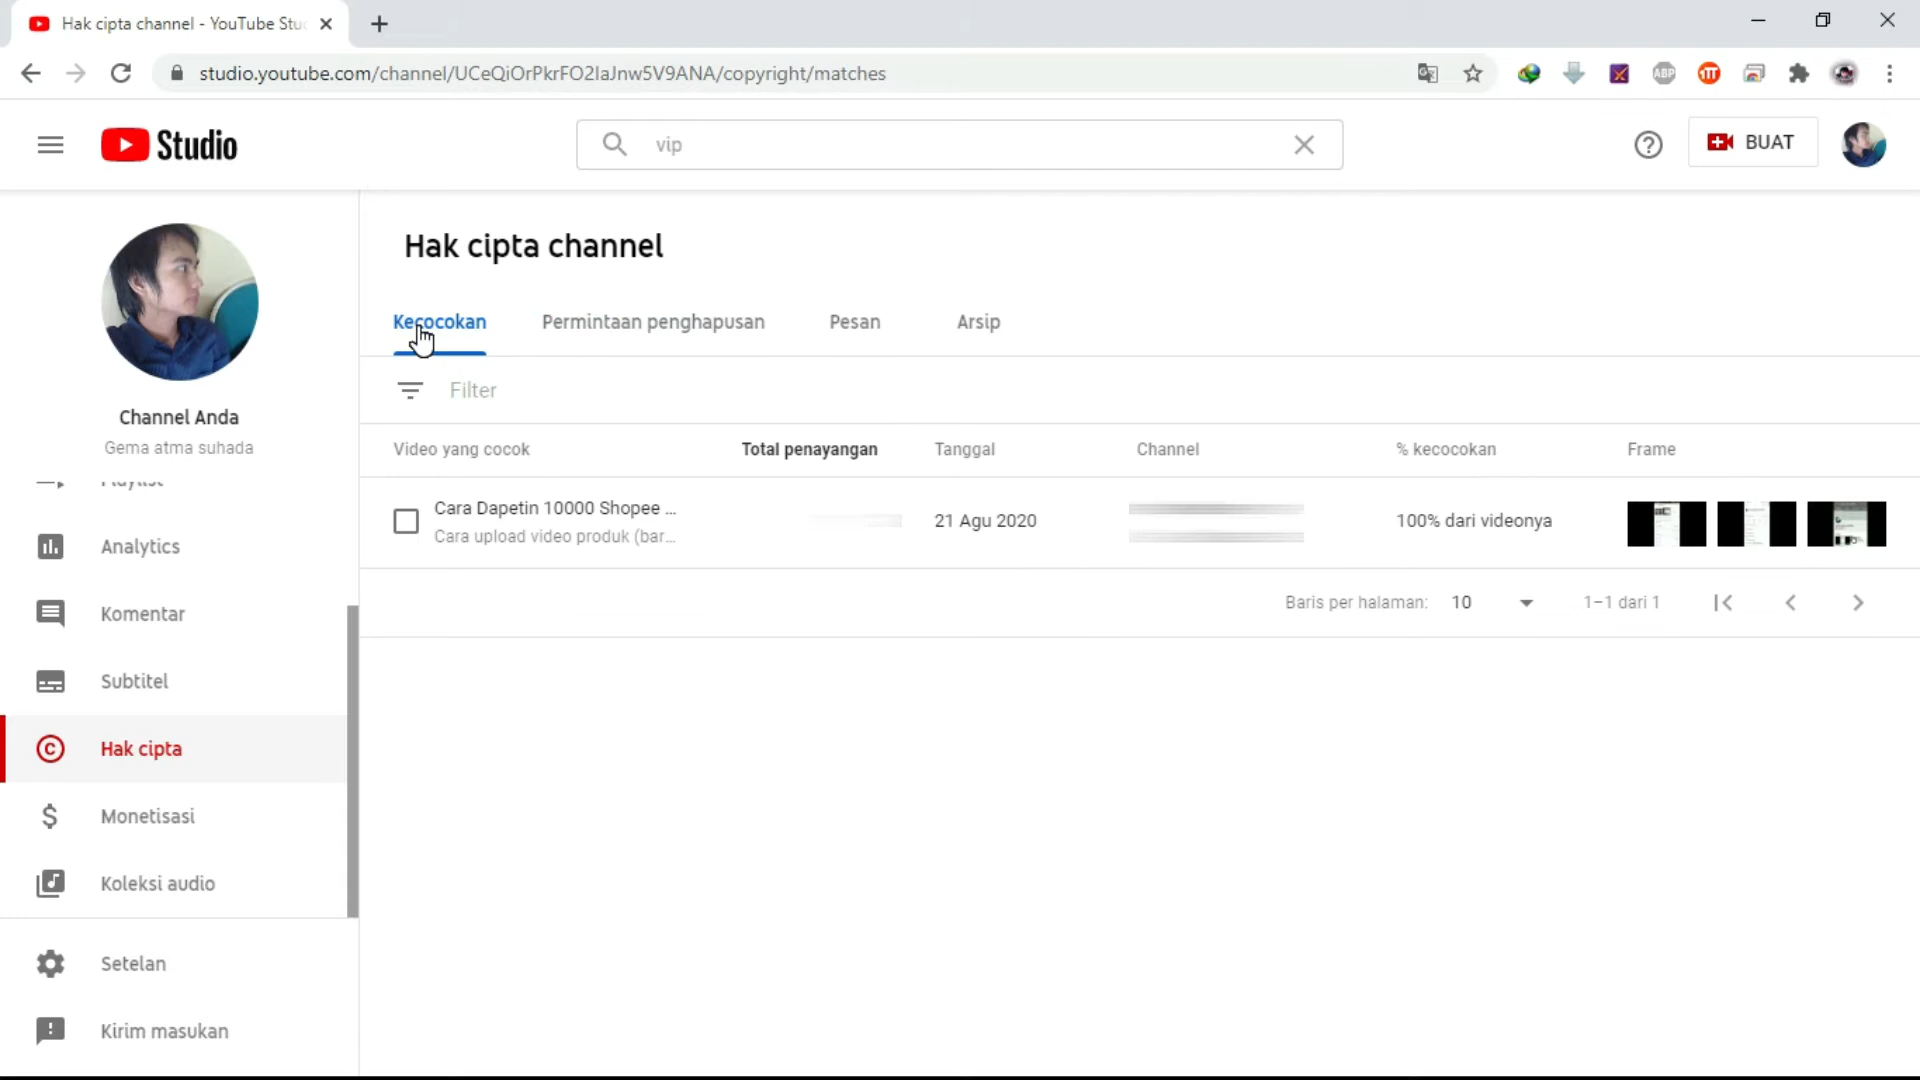 Hak cipta channel - YouTube Stu
studio.youtube.com/channel/UCeQiOrPkrFO2IaJnw5V9ANA/copyright/matches
ABP
Studio
vip
BUAT
Channel Anda
Gema atma suhada
Playlist
Analytics
Komentar
Subtitel
Hak cipta
Monetisasi
Koleksi audio
Setelan
Kirim masukan
Hak cipta channel
Kecocokan Permintaan penghapusan Pesan Arsip
Filter
Video yang cocok Total penayangan Tanggal Channel % kecocokan Frame
Cara Dapetin 10000 Shopee ... 21 Agu 2020 100% dari videonya
Cara upload video produk (bar...
Baris per halaman: 10 1–1 dari 1